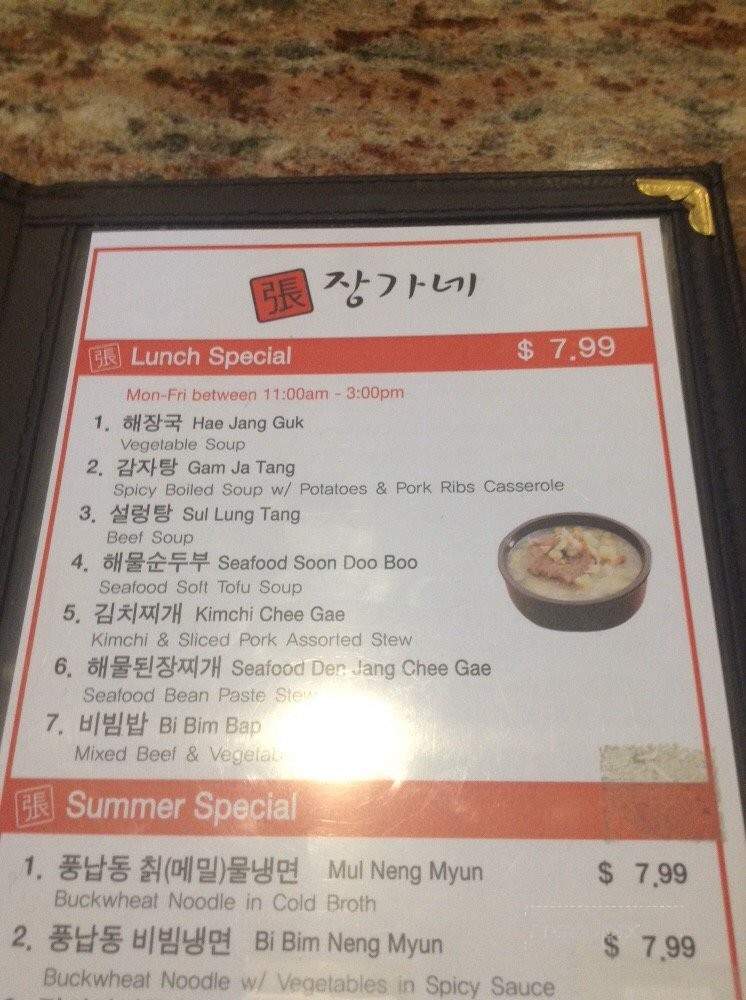 張 장가네
張 Lunch Special $ 7.99
Mon-Fri between 11:00am - 3:00pm
1. 해장국 Hae Jang Guk
Vegetable Soup
2. 감자탕 Gam Ja Tang
Spicy Boiled Soup w/ Potatoes & Pork Ribs Casserole
3. 설렁탕 Sul Lung Tang
Beef Soup
4. 해물순두부 Seafood Soon Doo Boo
Seafood Soft Tofu Soup
5. 김치찌개 Kimchi Chee Gae
Kimchi & Sliced Pork Assorted Stew
6. 해물된장찌개 Seafood Den Jang Chee Gae
Seafood Bean Paste Stew
7. 비빔밥 Bi Bim Bap
Mixed Beef &
張 Summer Special
1. 풍납동 칡(메밀)물냉면 Mul Neng Myun $ 7.99
Buckwheat Noodle in Cold Broth
2. 풍납동 비빔냉면 Bi Bim Neng Myun $ 7.99
Buckwheat Noodle w/ Vegetables in Spicy Sauce